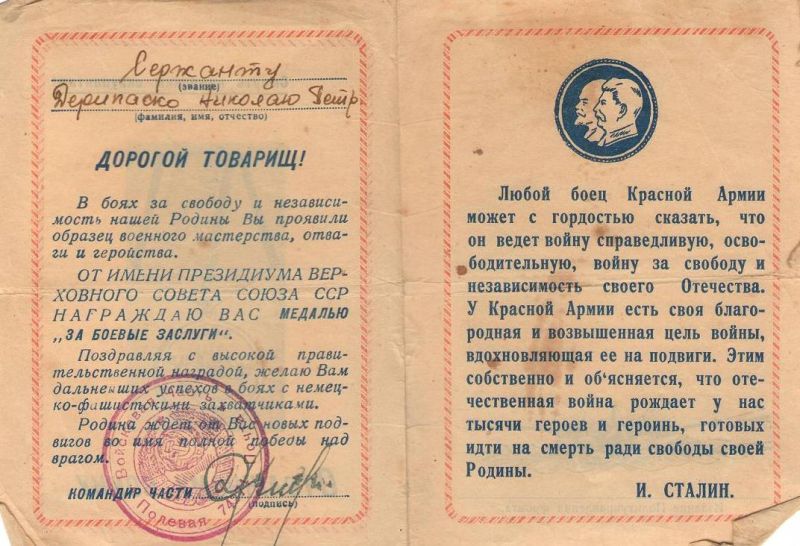 Сержанту
(звание)
Дерипаско Николаю Петр
(фамилия, имя, отчество)
ДОРОГОЙ ТОВАРИЩ!
В боях за свободу и независи-
мость нашей Родины Вы проявили
образец военного мастерства, отва-
ги и геройства.
ОТ ИМЕНИ ПРЕЗИДИУМА ВЕР-
ХОВНОГО СОВЕТА СОЮЗА ССР
НАГРАЖДАЮ ВАС МЕДАЛЬЮ
„ЗА БОЕВЫЕ ЗАСЛУГИ".
Поздравляя с высокой прави-
тельственной наградой, желаю Вам
дальнейших успехов в боях с немец-
ко-фашистскими захватчиками.
Родина ждет от Вас новых под-
вигов во имя полной победы над
врагом.
КОМАНДИР ЧАСТИ
(подпись)
Полевая
Любой боец Красной Армии
может с гордостью сказать, что
он ведет войну справедливую, осво-
бодительную, войну за свободу и
независимость своего Отечества.
У Красной Армии есть своя благо-
родная и возвышенная цель войны,
вдохновляющая ее на подвиги. Этим
собственно и об'ясняется, что оте-
чественная война рождает у нас
тысячи героев и героинь, готовых
идти на смерть ради свободы своей
Родины.
И. СТАЛИН.